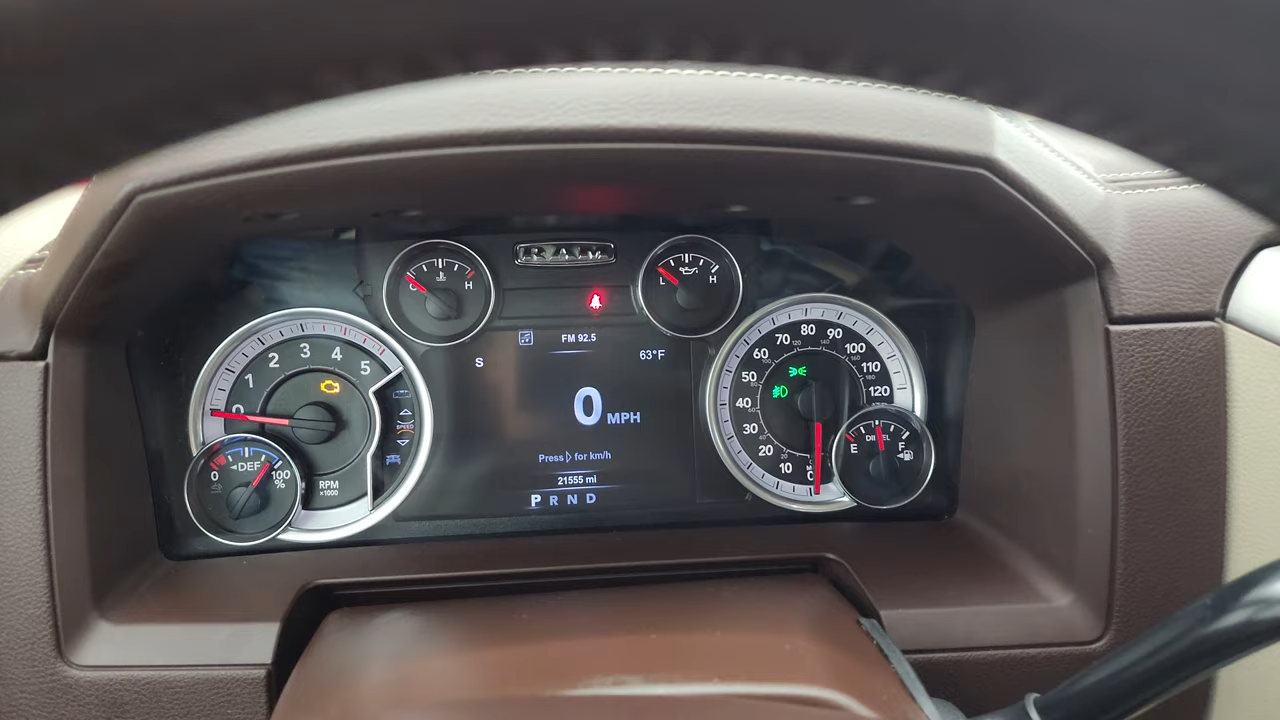 RAM
C H
L H
FM 92.5
S 63°F
0 MPH
Press for km/h
21555 mi
P R N D
0 1 2 3 4 5
RPM
x1000
SPEED
DEF
0 100
%
0 10 20 30 40 50 60 70 80 90 100 110 120
E F